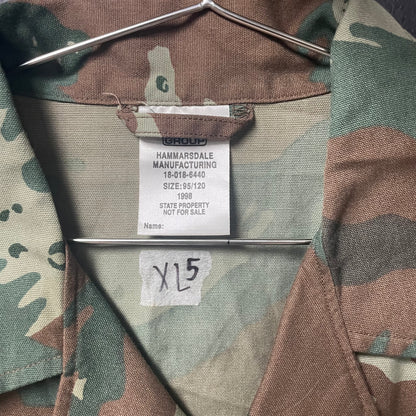 GROUP
HAMMARSDALE
MANUFACTURING
18-018-6440
SIZE: 95/120
1998
STATE PROPERTY
NOT FOR SALE
Name:
XL5